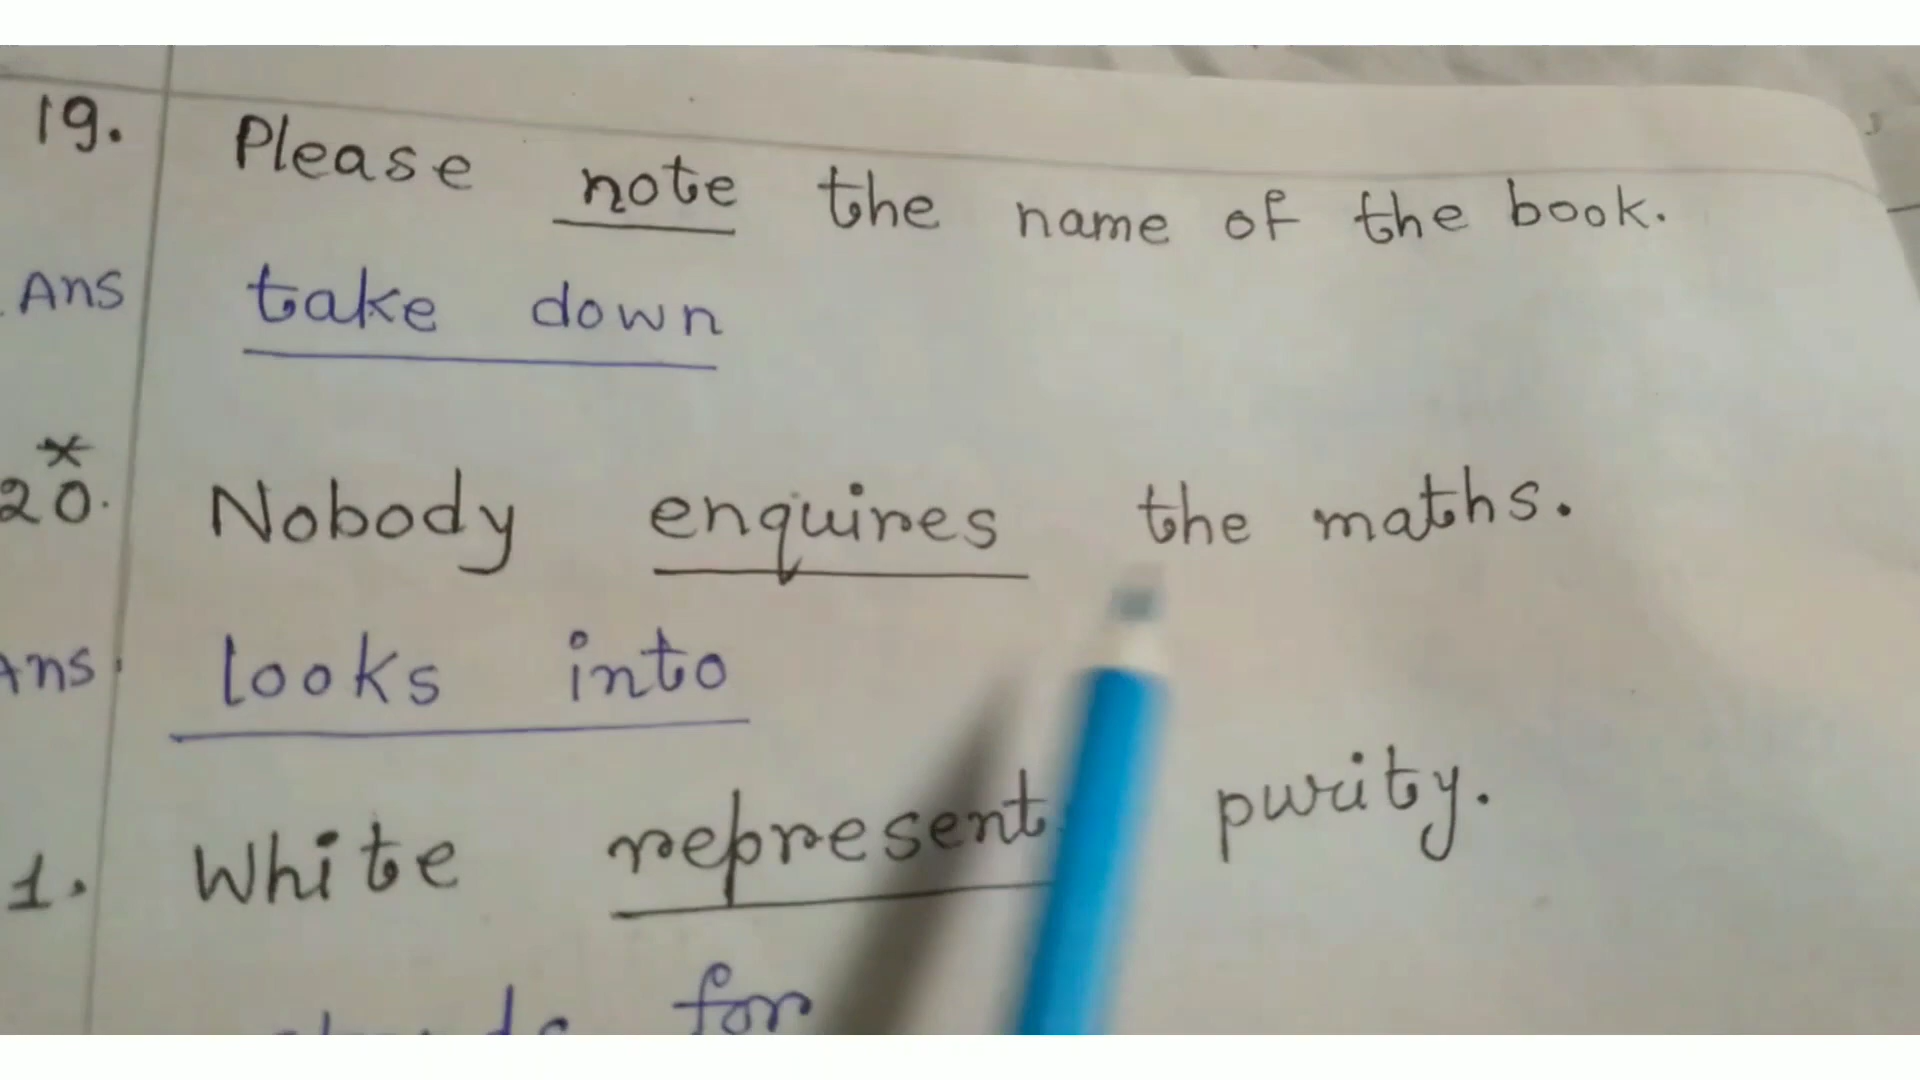 19. Please note the name of the book.
Ans take down
*
20. Nobody enquires the maths.
Ans. looks into
1. White represent purity.
for